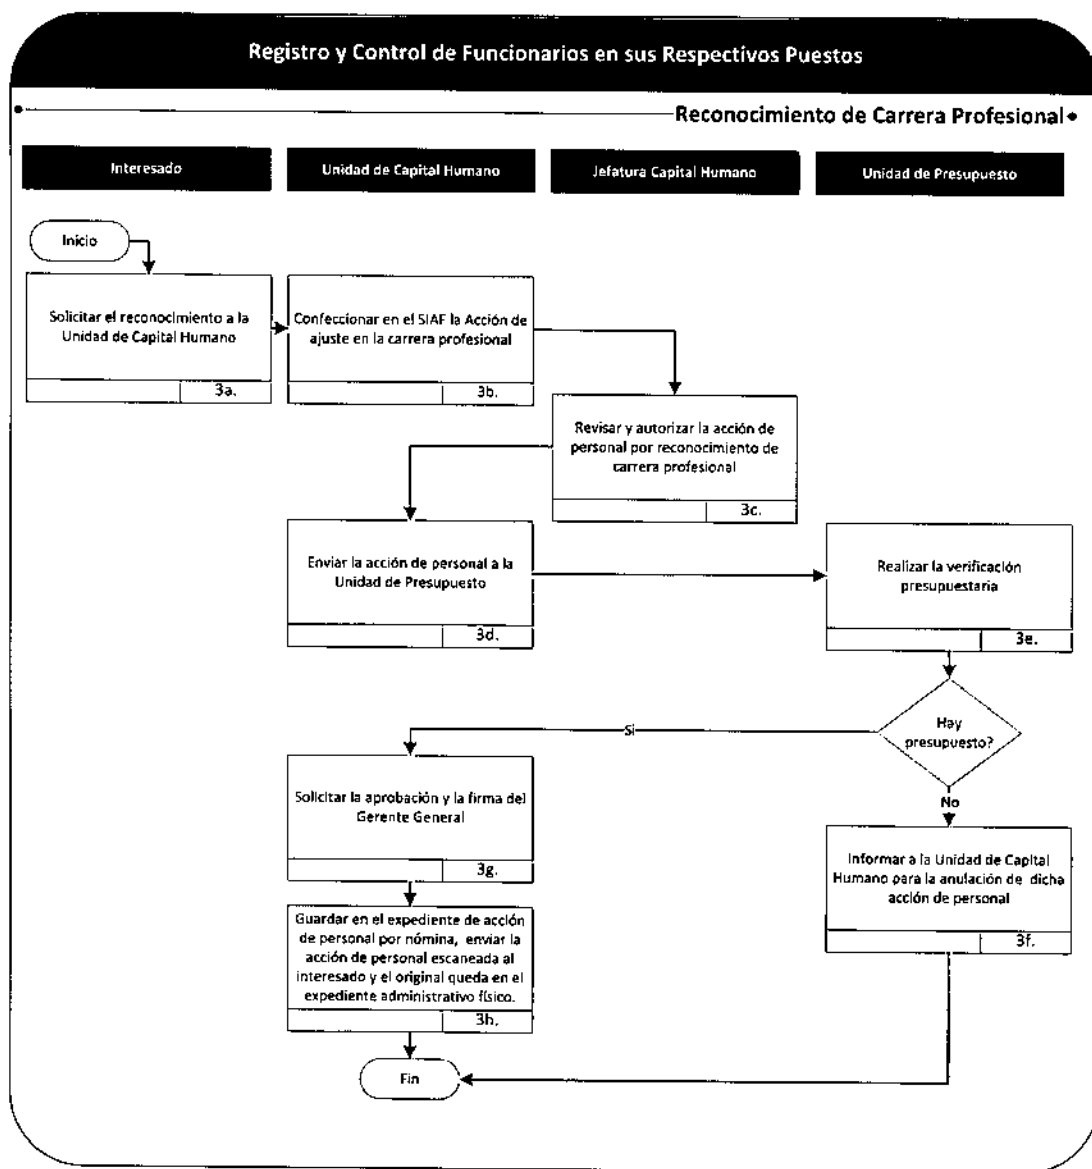 Registro y Control de Funcionarios en sus Respectivos Puestos
Reconocimiento de Carrera Profesional
Interesado
Unidad de Capital Humano
Jefatura Capital Humano
Unidad de Presupuesto
Inicio
Solicitar el reconocimiento a la
Unidad de Capital Humano
3a.
Confeccionar en el SIAF la Acción de
ajuste en la carrera profesional
3b.
Revisar y autorizar la acción de
personal por reconocimiento de
carrera profesional
3c.
Enviar la acción de personal a la
Unidad de Presupuesto
3d.
Realizar la verificación
presupuestaria
3e.
Hay
presupuesto?
Si
No
Solicitar la aprobación y la firma del
Gerente General
3g.
Informar a la Unidad de Capital
Humano para la anulación de dicha
acción de personal
3f.
Guardar en el expediente de acción
de personal por nómina, enviar la
acción de personal escaneada al
interesado y el original queda en el
expediente administrativo físico.
3h.
Fin